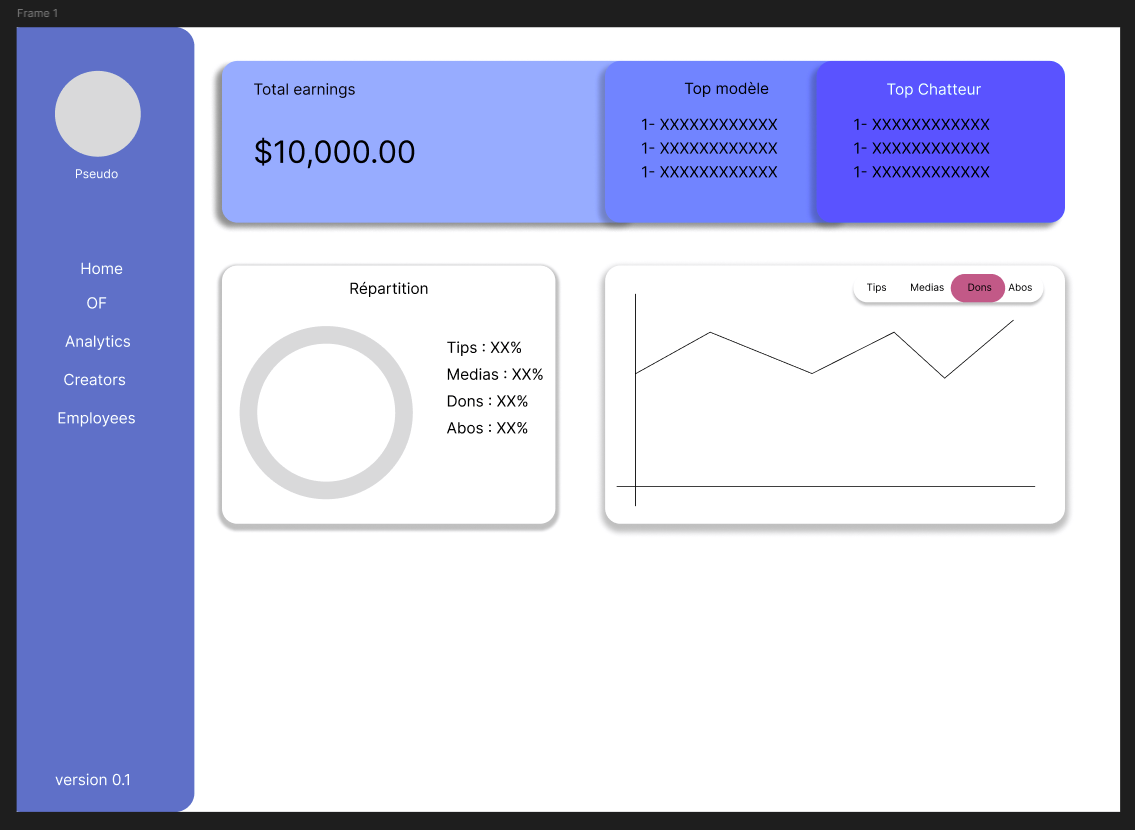 Frame 1
Pseudo
Home
OF
Analytics
Creators
Employees
version 0.1
Total earnings
$10,000.00
Top modèle
1- XXXXXXXXXXXX
1- XXXXXXXXXXXX
1- XXXXXXXXXXXX
Top Chatteur
1- XXXXXXXXXXXX
1- XXXXXXXXXXXX
1- XXXXXXXXXXXX
Répartition
Tips : XX%
Medias : XX%
Dons : XX%
Abos : XX%
Tips Medias Dons Abos